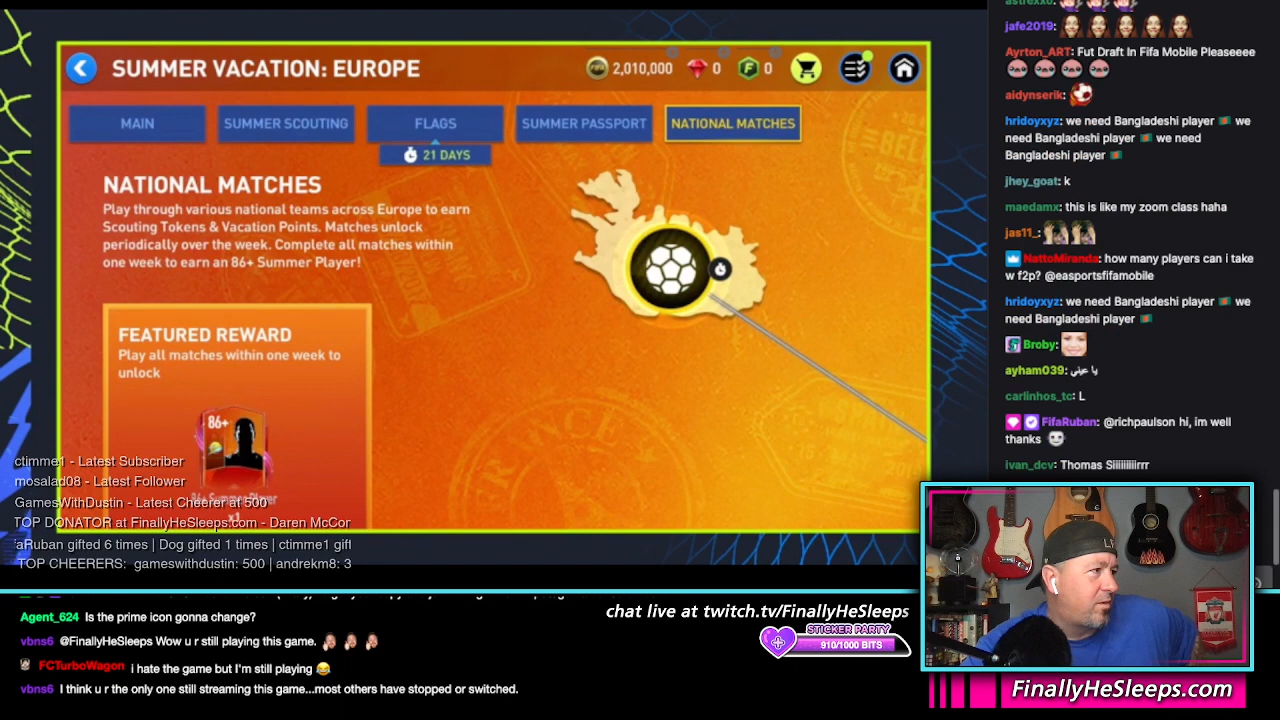 SUMMER VACATION: EUROPE
2,010,000
0
0
MAIN
SUMMER SCOUTING
FLAGS
SUMMER PASSPORT
NATIONAL MATCHES
21 DAYS
NATIONAL MATCHES
Play through various national teams across Europe to earn
Scouting Tokens & Vacation Points. Matches unlock
periodically over the week. Complete all matches within
one week to earn an 86+ Summer Player!
FEATURED REWARD
Play all matches within one week to
unlock
86+
86+ Summer Player
x1
ctimme1 - Latest Subscriber
mosalad08 - Latest Follower
GamesWithDustin - Latest Cheerer at 500
TOP DONATOR at FinallyHeSleeps.com - Daren McCor
aRuban gifted 6 times | Dog gifted 1 times | ctimme1 gift
TOP CHEERERS: gameswithdustin: 500 | andrekm8: 3
jafe2019:
Ayrton_ART: Fut Draft In Fifa Mobile Pleaseeee
aidynserik:
hridoyxyz: we need Bangladeshi player 🇧🇩 we
need Bangladeshi player 🇧🇩 we need
Bangladeshi player 🇧🇩
jhey_goat: k
maedamx: this is like my zoom class haha
jas11_:
NattoMiranda: how many players can i take
w f2p? @easportsfifamobile
hridoyxyz: we need Bangladeshi player 🇧🇩 we
need Bangladeshi player 🇧🇩
Broby:
ayham039: يا عيني
carlinhos_tc: L
FifaRuban: @richpaulson hi, im well
thanks
ivan_dcv: Thomas Siiiiiiiirrr
Agent_624 Is the prime icon gonna change?
vbns6 @FinallyHeSleeps Wow u r still playing this game.
FCTurboWagon i hate the game but I'm still playing 😂
vbns6 I think u r the only one still streaming this game...most others have stopped or switched.
chat live at twitch.tv/FinallyHeSleeps
STICKER PARTY
910/1000 BITS
FinallyHeSleeps.com